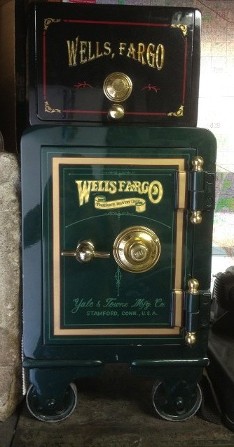 WELLS, FARGO
WELLS FARGO
Yale & Towne Mfg. Co.
STAMFORD, CONN., U.S.A.